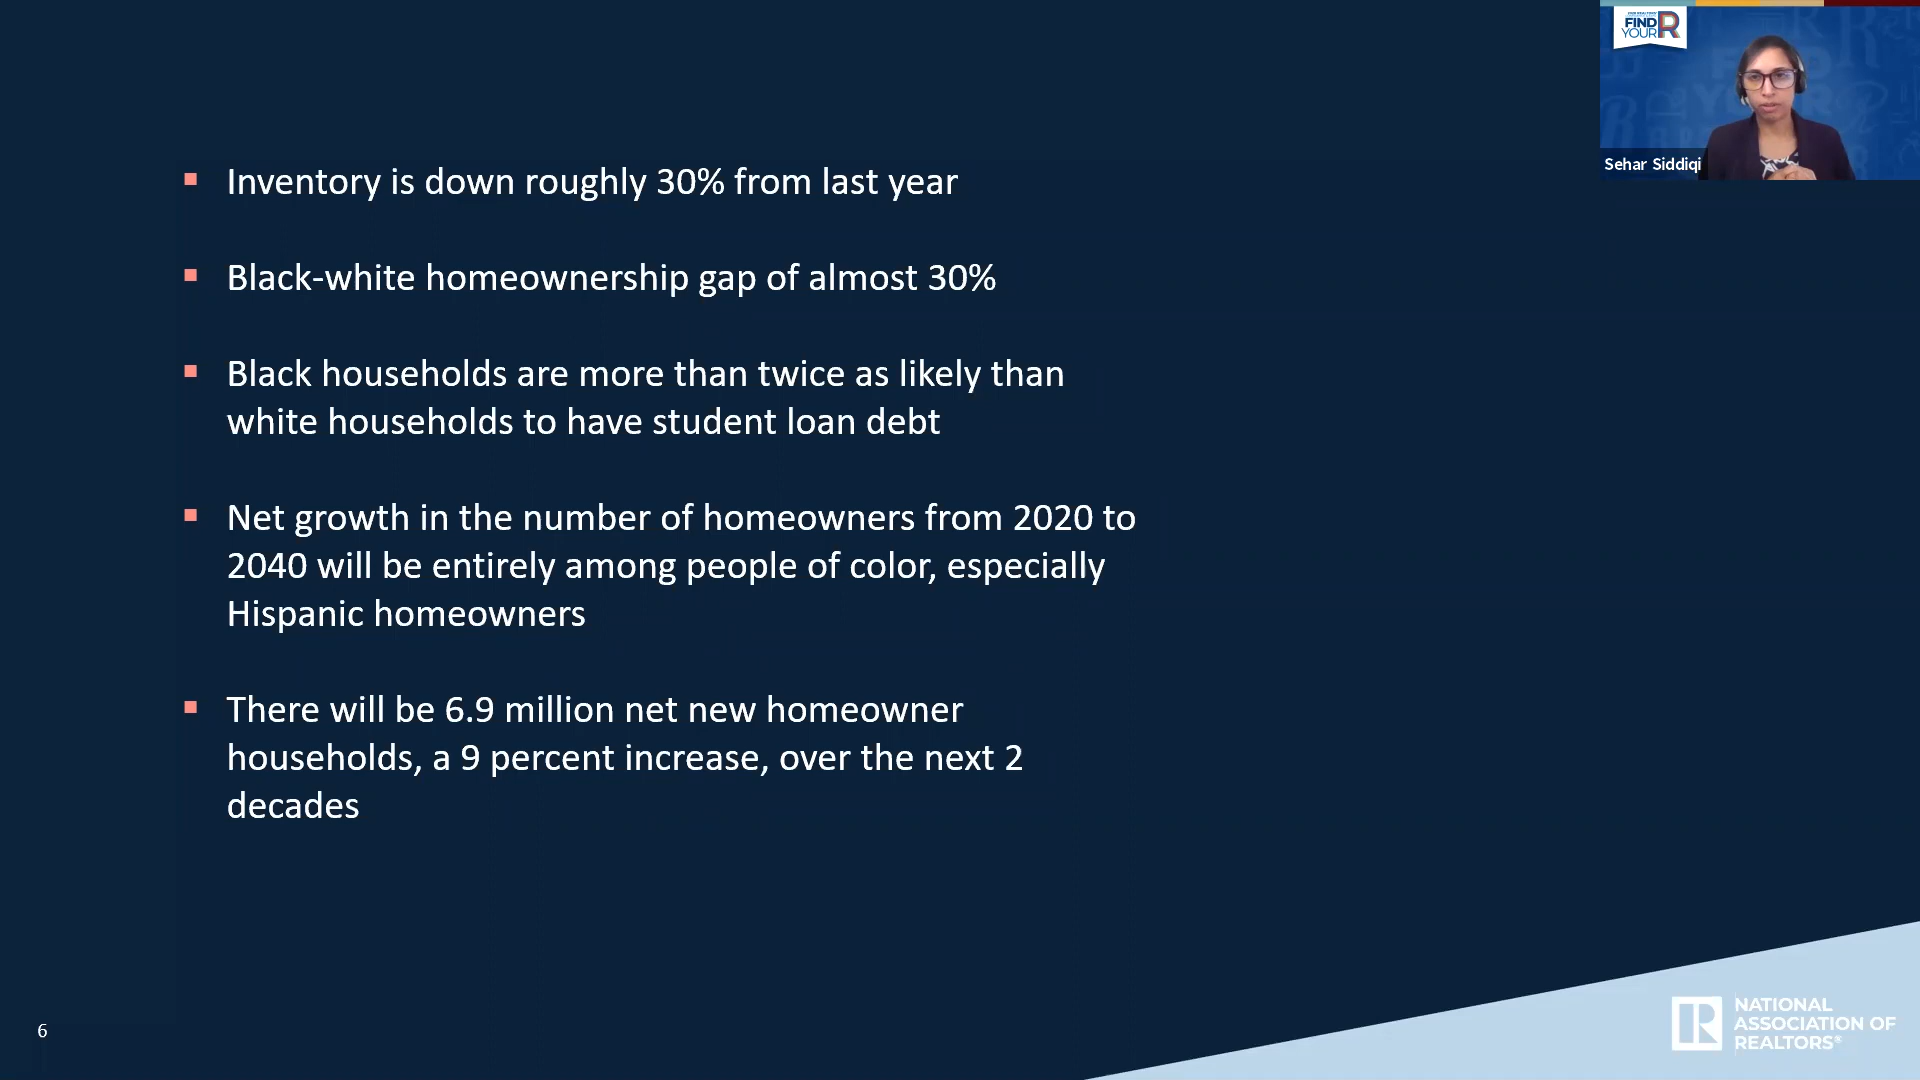 FIND
YOUR
Sehar Siddiqi
▪ Inventory is down roughly 30% from last year
▪ Black-white homeownership gap of almost 30%
▪ Black households are more than twice as likely than
white households to have student loan debt
▪ Net growth in the number of homeowners from 2020 to
2040 will be entirely among people of color, especially
Hispanic homeowners
▪ There will be 6.9 million net new homeowner
households, a 9 percent increase, over the next 2
decades
6
NATIONAL
ASSOCIATION OF
REALTORS®